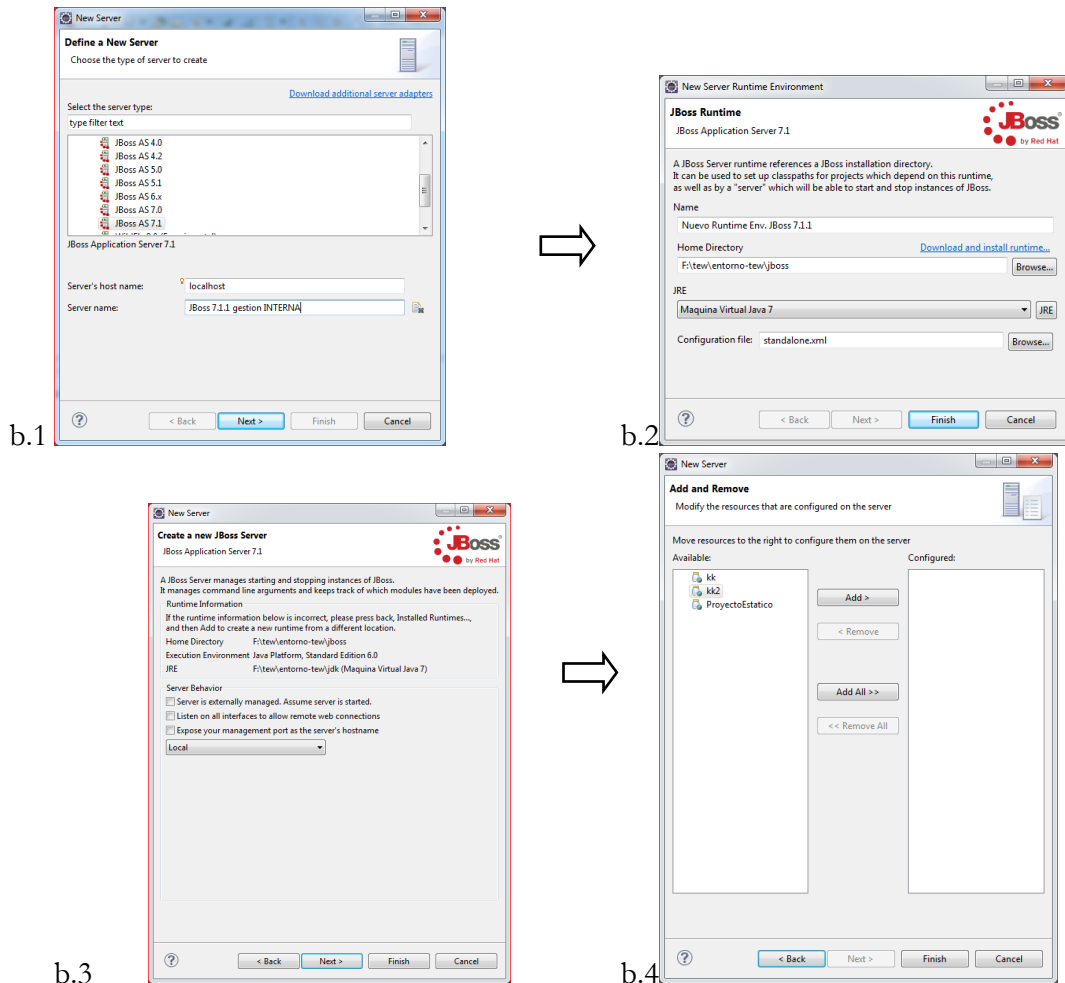 New Server
Define a New Server
Choose the type of server to create
Download additional server adapters
Select the server type:
type filter text
JBoss AS 4.0
JBoss AS 4.2
JBoss AS 5.0
JBoss AS 5.1
JBoss AS 6.x
JBoss AS 7.0
JBoss AS 7.1
JBoss Application Server 7.1
Server's host name: localhost
Server name: JBoss 7.1.1 gestion INTERNA
< Back Next > Finish Cancel
b.1
New Server Runtime Environment
JBoss Runtime
JBoss Application Server 7.1
JBoss
by Red Hat
A JBoss Server runtime references a JBoss installation directory.
It can be used to set up classpaths for projects which depend on this runtime,
as well as by a "server" which will be able to start and stop instances of JBoss.
Name
Nuevo Runtime Env. JBoss 7.1.1
Home Directory Download and install runtime...
F:\tew\entorno-tew\jboss Browse...
JRE
Maquina Virtual Java 7 JRE
Configuration file: standalone.xml Browse...
< Back Next > Finish Cancel
b.2
New Server
Create a new JBoss Server
JBoss Application Server 7.1
JBoss
by Red Hat
A JBoss Server manages starting and stopping instances of JBoss.
It manages command line arguments and keeps track of which modules have been deployed.
Runtime Information
If the runtime information below is incorrect, please press back, Installed Runtimes...,
and then Add to create a new runtime from a different location.
Home Directory F:\tew\entorno-tew\jboss
Execution Environment Java Platform, Standard Edition 6.0
JRE F:\tew\entorno-tew\jdk (Maquina Virtual Java 7)
Server Behavior
Server is externally managed. Assume server is started.
Listen on all interfaces to allow remote web connections
Expose your management port as the server's hostname
Local
< Back Next > Finish Cancel
b.3
New Server
Add and Remove
Modify the resources that are configured on the server
Move resources to the right to configure them on the server
Available: Configured:
kk
kk2
ProyectoEstatico
Add >
< Remove
Add All >>
<< Remove All
< Back Next > Finish Cancel
b.4